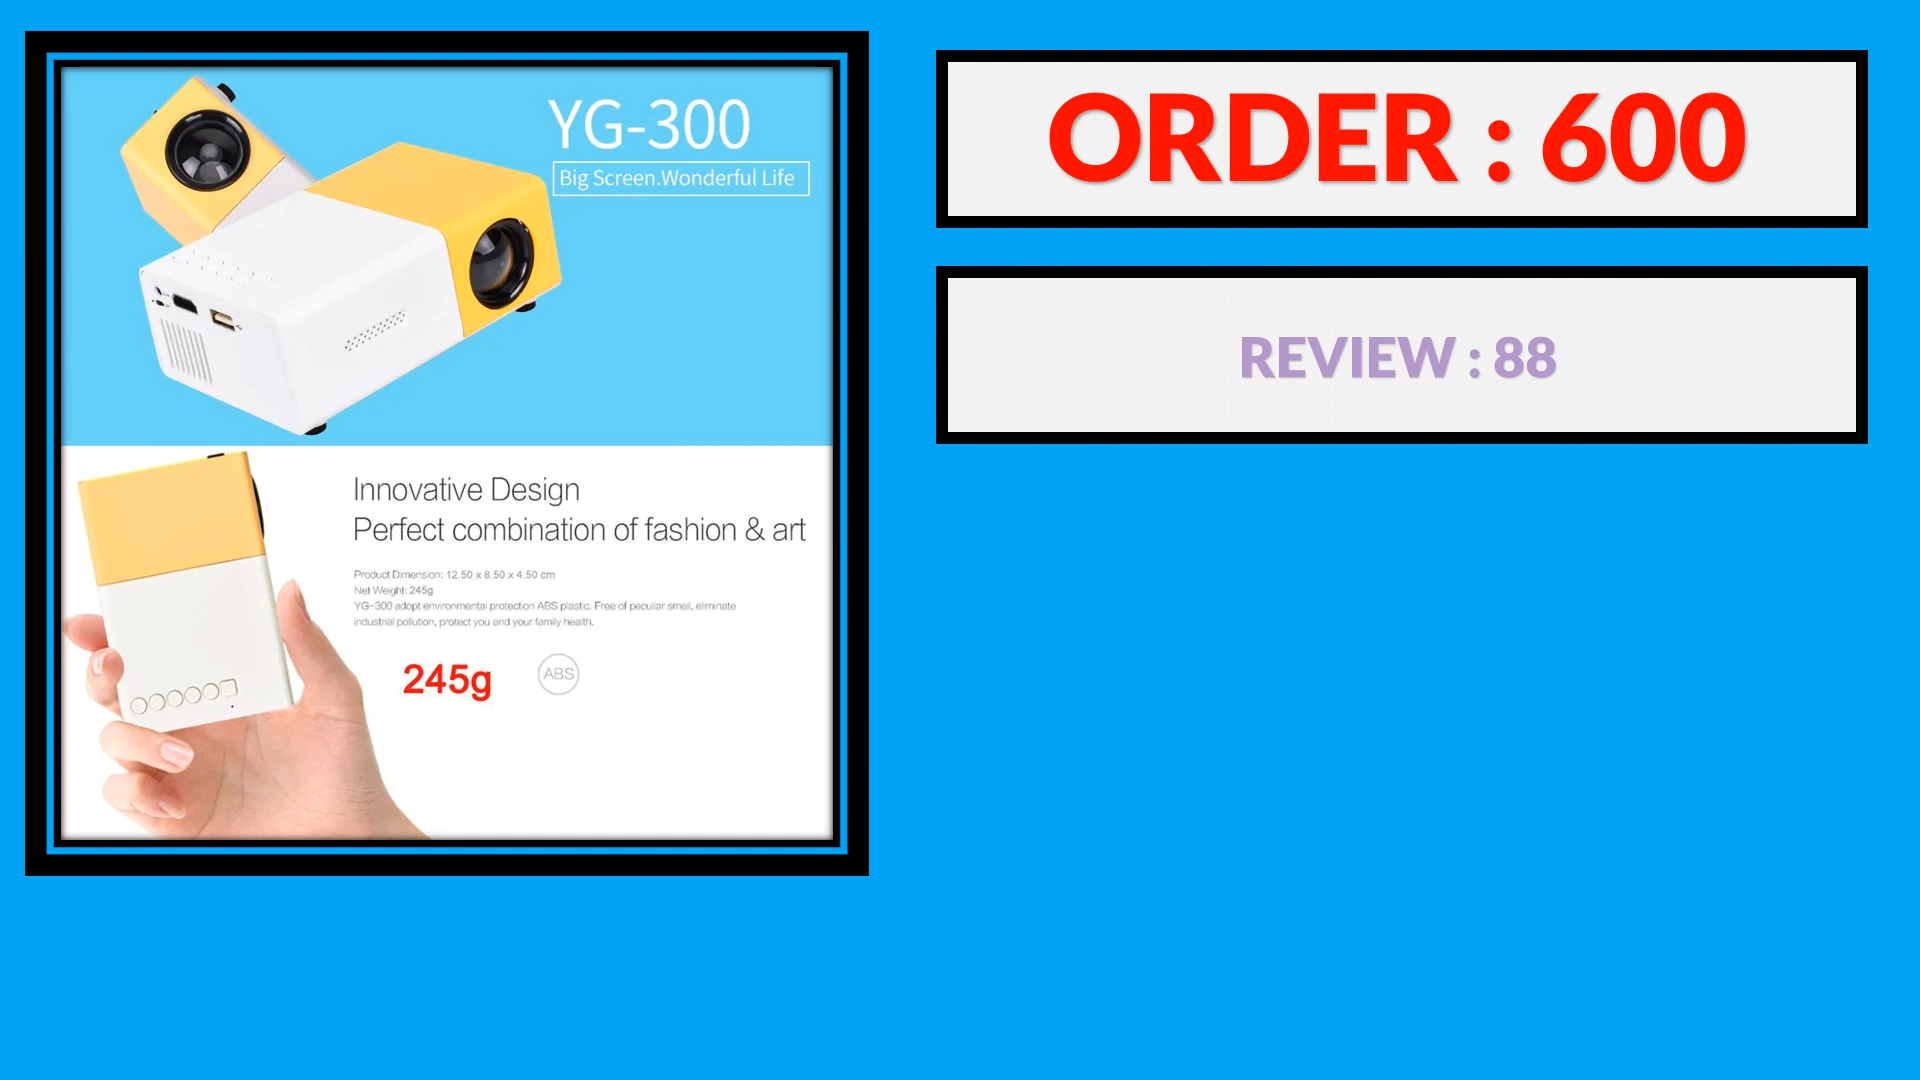 YG-300
Big Screen.Wonderful Life
Innovative Design
Perfect combination of fashion & art
Product Dimension: 12.50 x 8.50 x 4.50 cm
Net Weight: 245g
YG-300 adopt environmental protection ABS plastic. Free of peculiar smell, eliminate
industrial pollution, protect you and your family health.
245g
ABS
ORDER : 600
REVIEW : 88